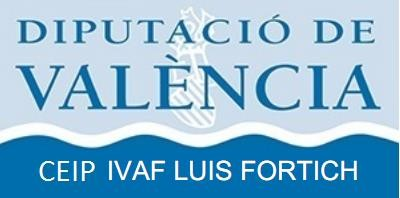 DIPUTACIÓ DE
VALÈNCIA
CEIP IVAF LUIS FORTICH